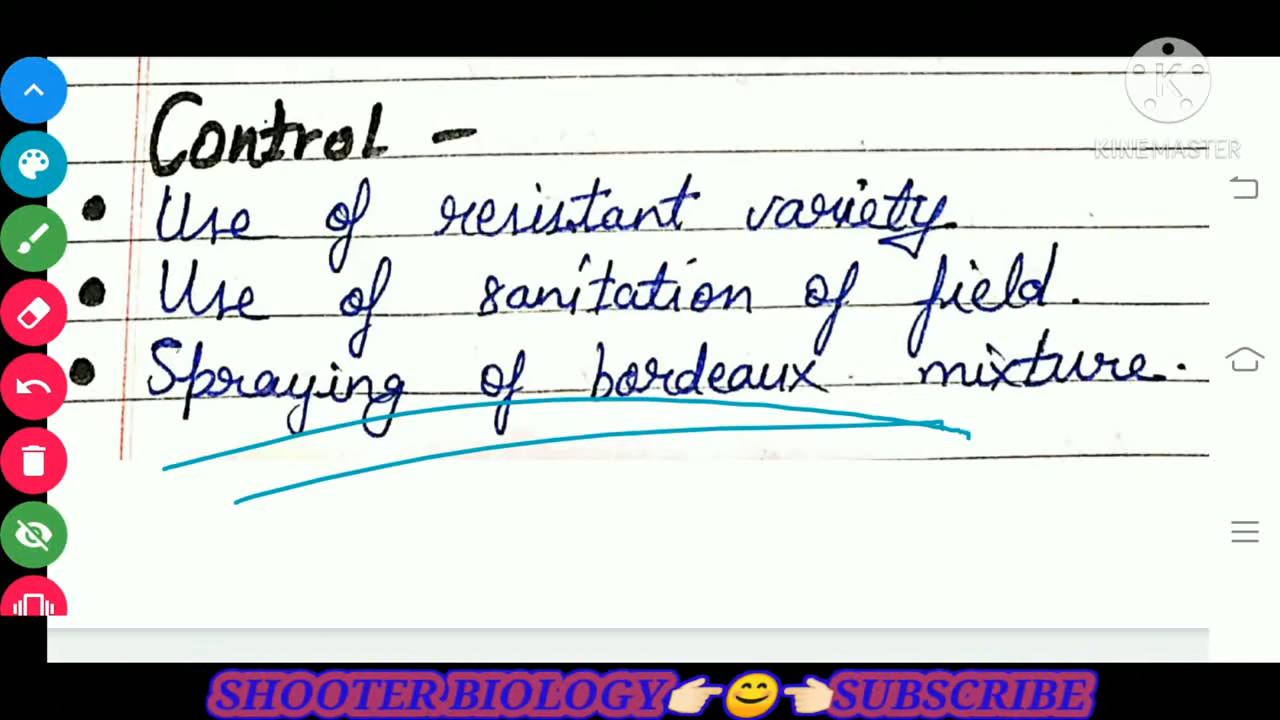 KINEMASTER
Control -
• Use of resistant variety
• Use of sanitation of field.
• Spraying of bordeaux mixture.
SHOOTER BIOLOGY👉🏻😊👈🏻SUBSCRIBE